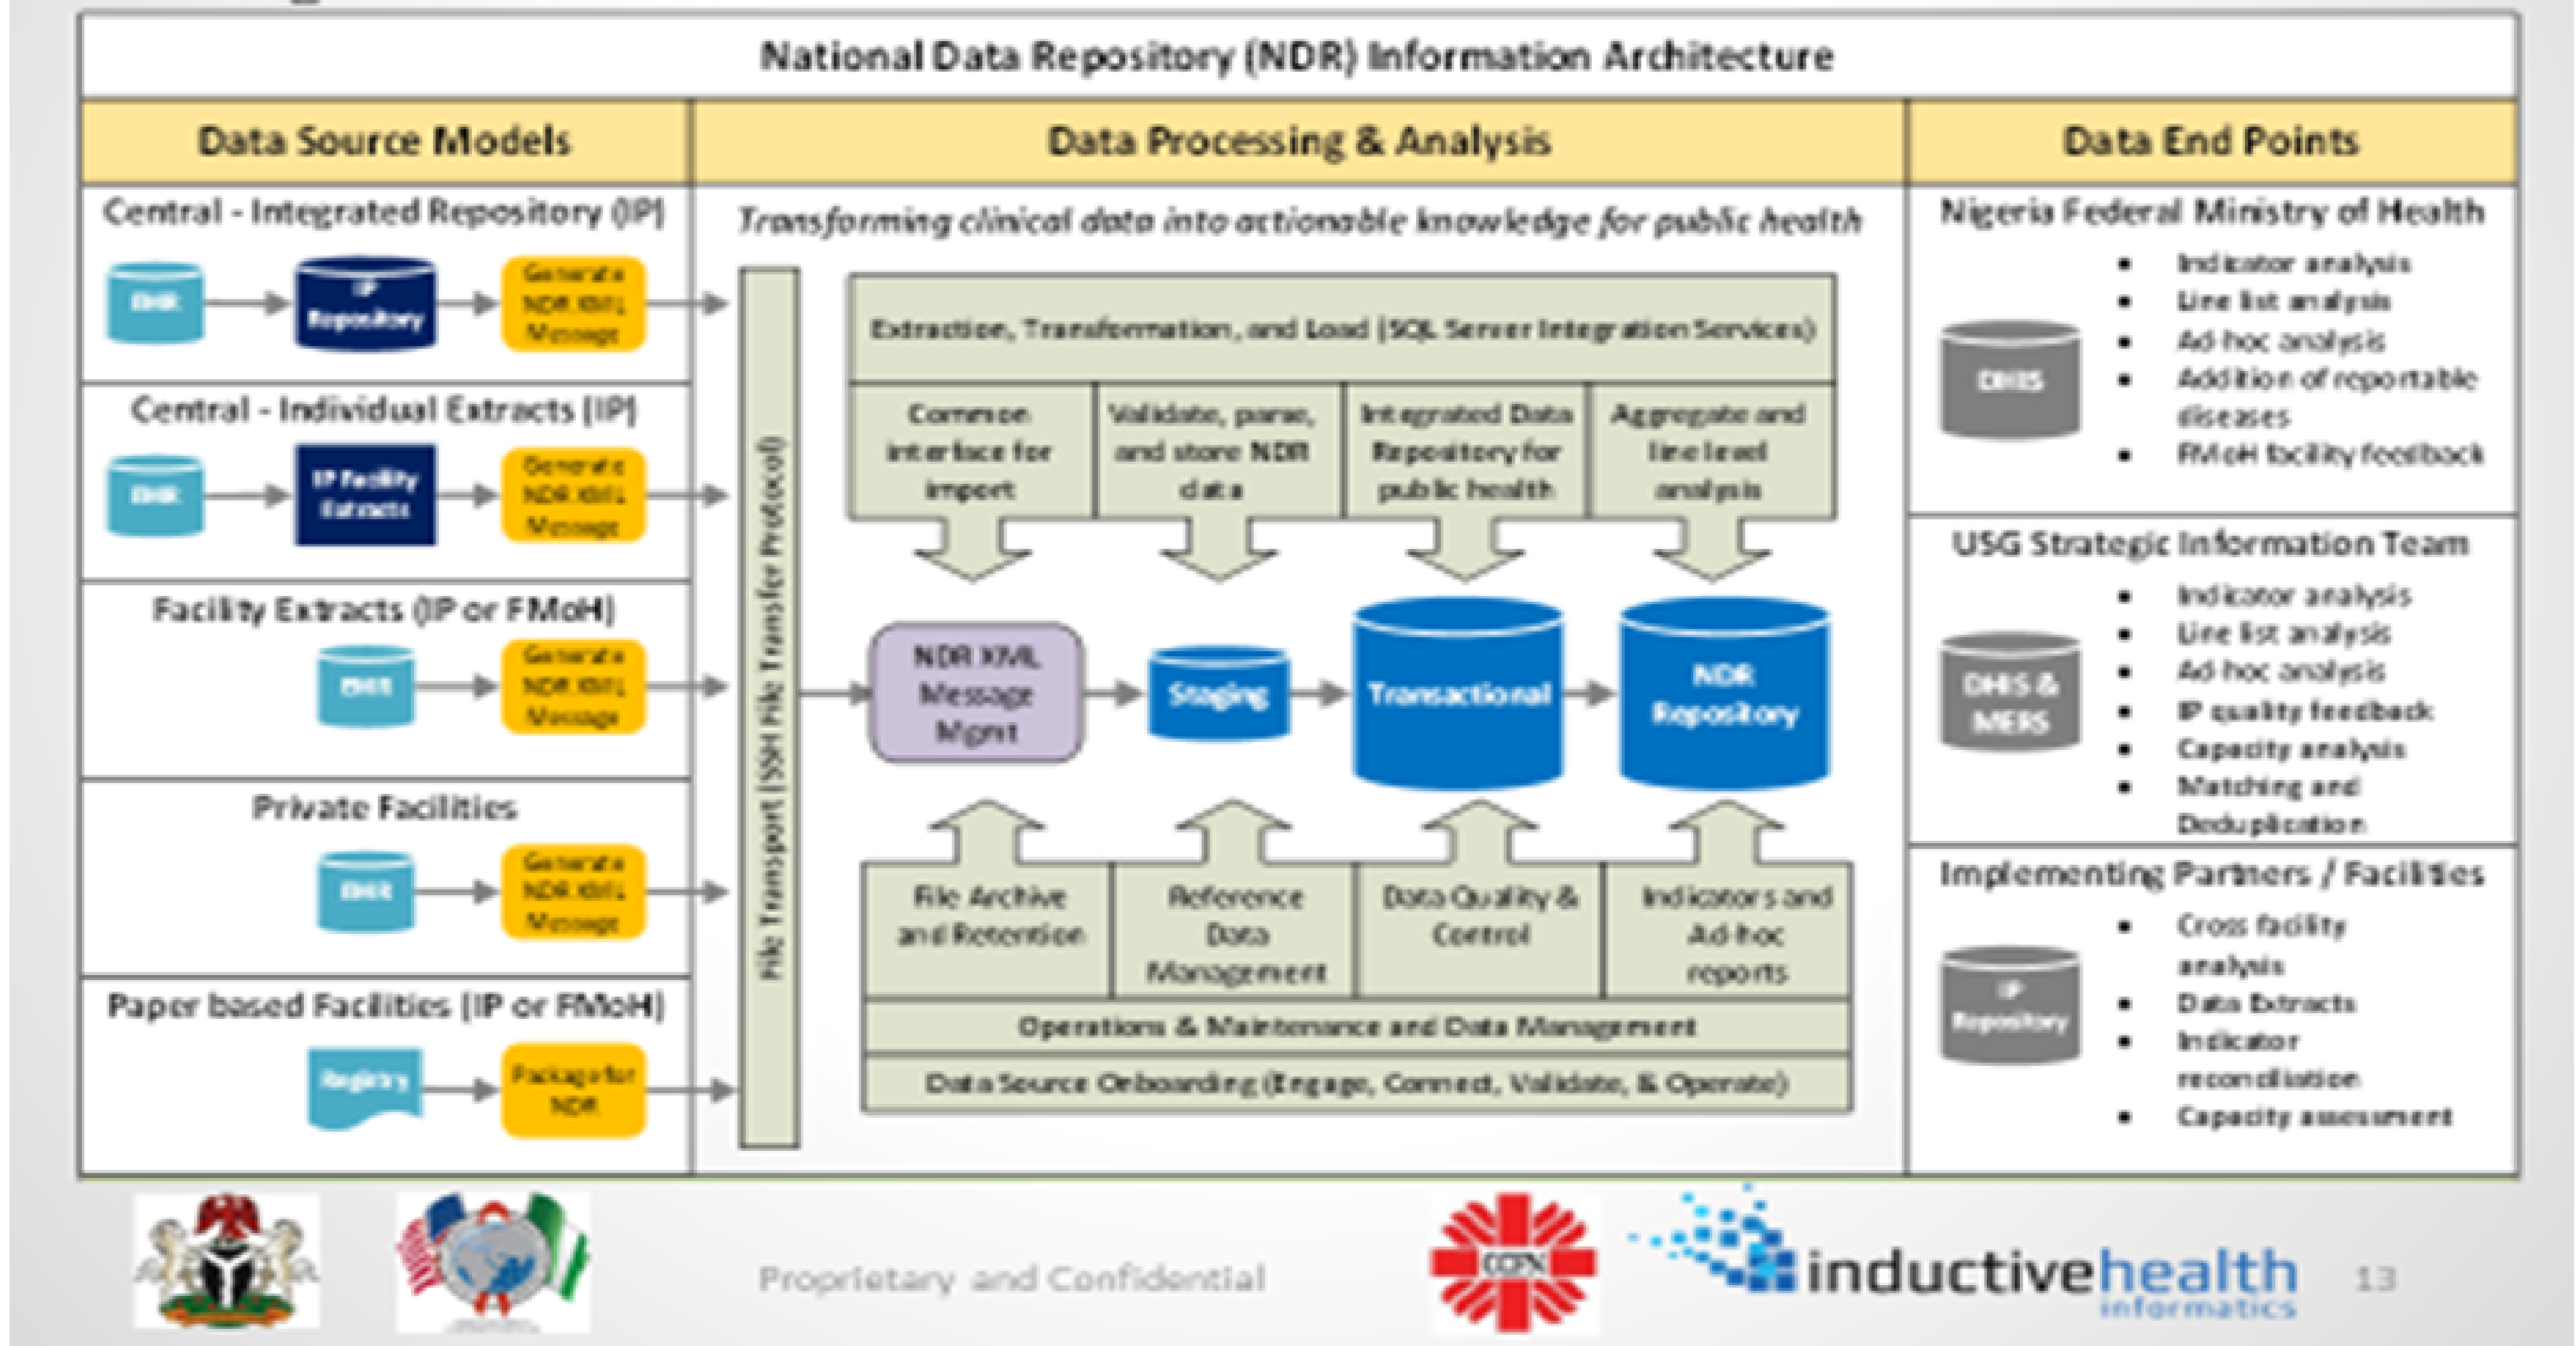 National Data Repository (NDR) Information Architecture
Data Source Models
Data Processing & Analysis
Data End Points
Central - Integrated Repository (IP)
EHR
IP
Repository
Generate
NDR XML
Message
Central - Individual Extracts (IP)
EHR
IP Facility
Extracts
Generate
NDR XML
Message
Facility Extracts (IP or FMoH)
EHR
Generate
NDR XML
Message
Private Facilities
EHR
Generate
NDR XML
Message
Paper based Facilities (IP or FMoH)
Registry
Package for
NDR
Transforming clinical data into actionable knowledge for public health
File Transport (SSH File Transfer Protocol)
Extraction, Transformation, and Load (SQL Server Integration Services)
Common
interface for
import
Validate, parse,
and store NDR
data
Integrated Data
Repository for
public health
Aggregate and
line level
analysis
NDR XML
Message
Mgmt
Staging
Transactional
NDR
Repository
File Archive
and Retention
Reference
Data
Management
Data Quality &
Control
Indicators and
Ad-hoc
reports
Operations & Maintenance and Data Management
Data Source Onboarding (Engage, Connect, Validate, & Operate)
Nigeria Federal Ministry of Health
DHIS
• Indicator analysis
• Line list analysis
• Ad-hoc analysis
• Addition of reportable
diseases
• FMoH facility feedback
USG Strategic Information Team
DHIS &
MERS
• Indicator analysis
• Line list analysis
• Ad-hoc analysis
• IP quality feedback
• Capacity analysis
• Matching and
Deduplication
Implementing Partners / Facilities
IP
Repository
• Cross facility
analysis
• Data Extracts
• Indicator
reconciliation
• Capacity assessment
Proprietary and Confidential
CCFN
inductivehealth
informatics
13